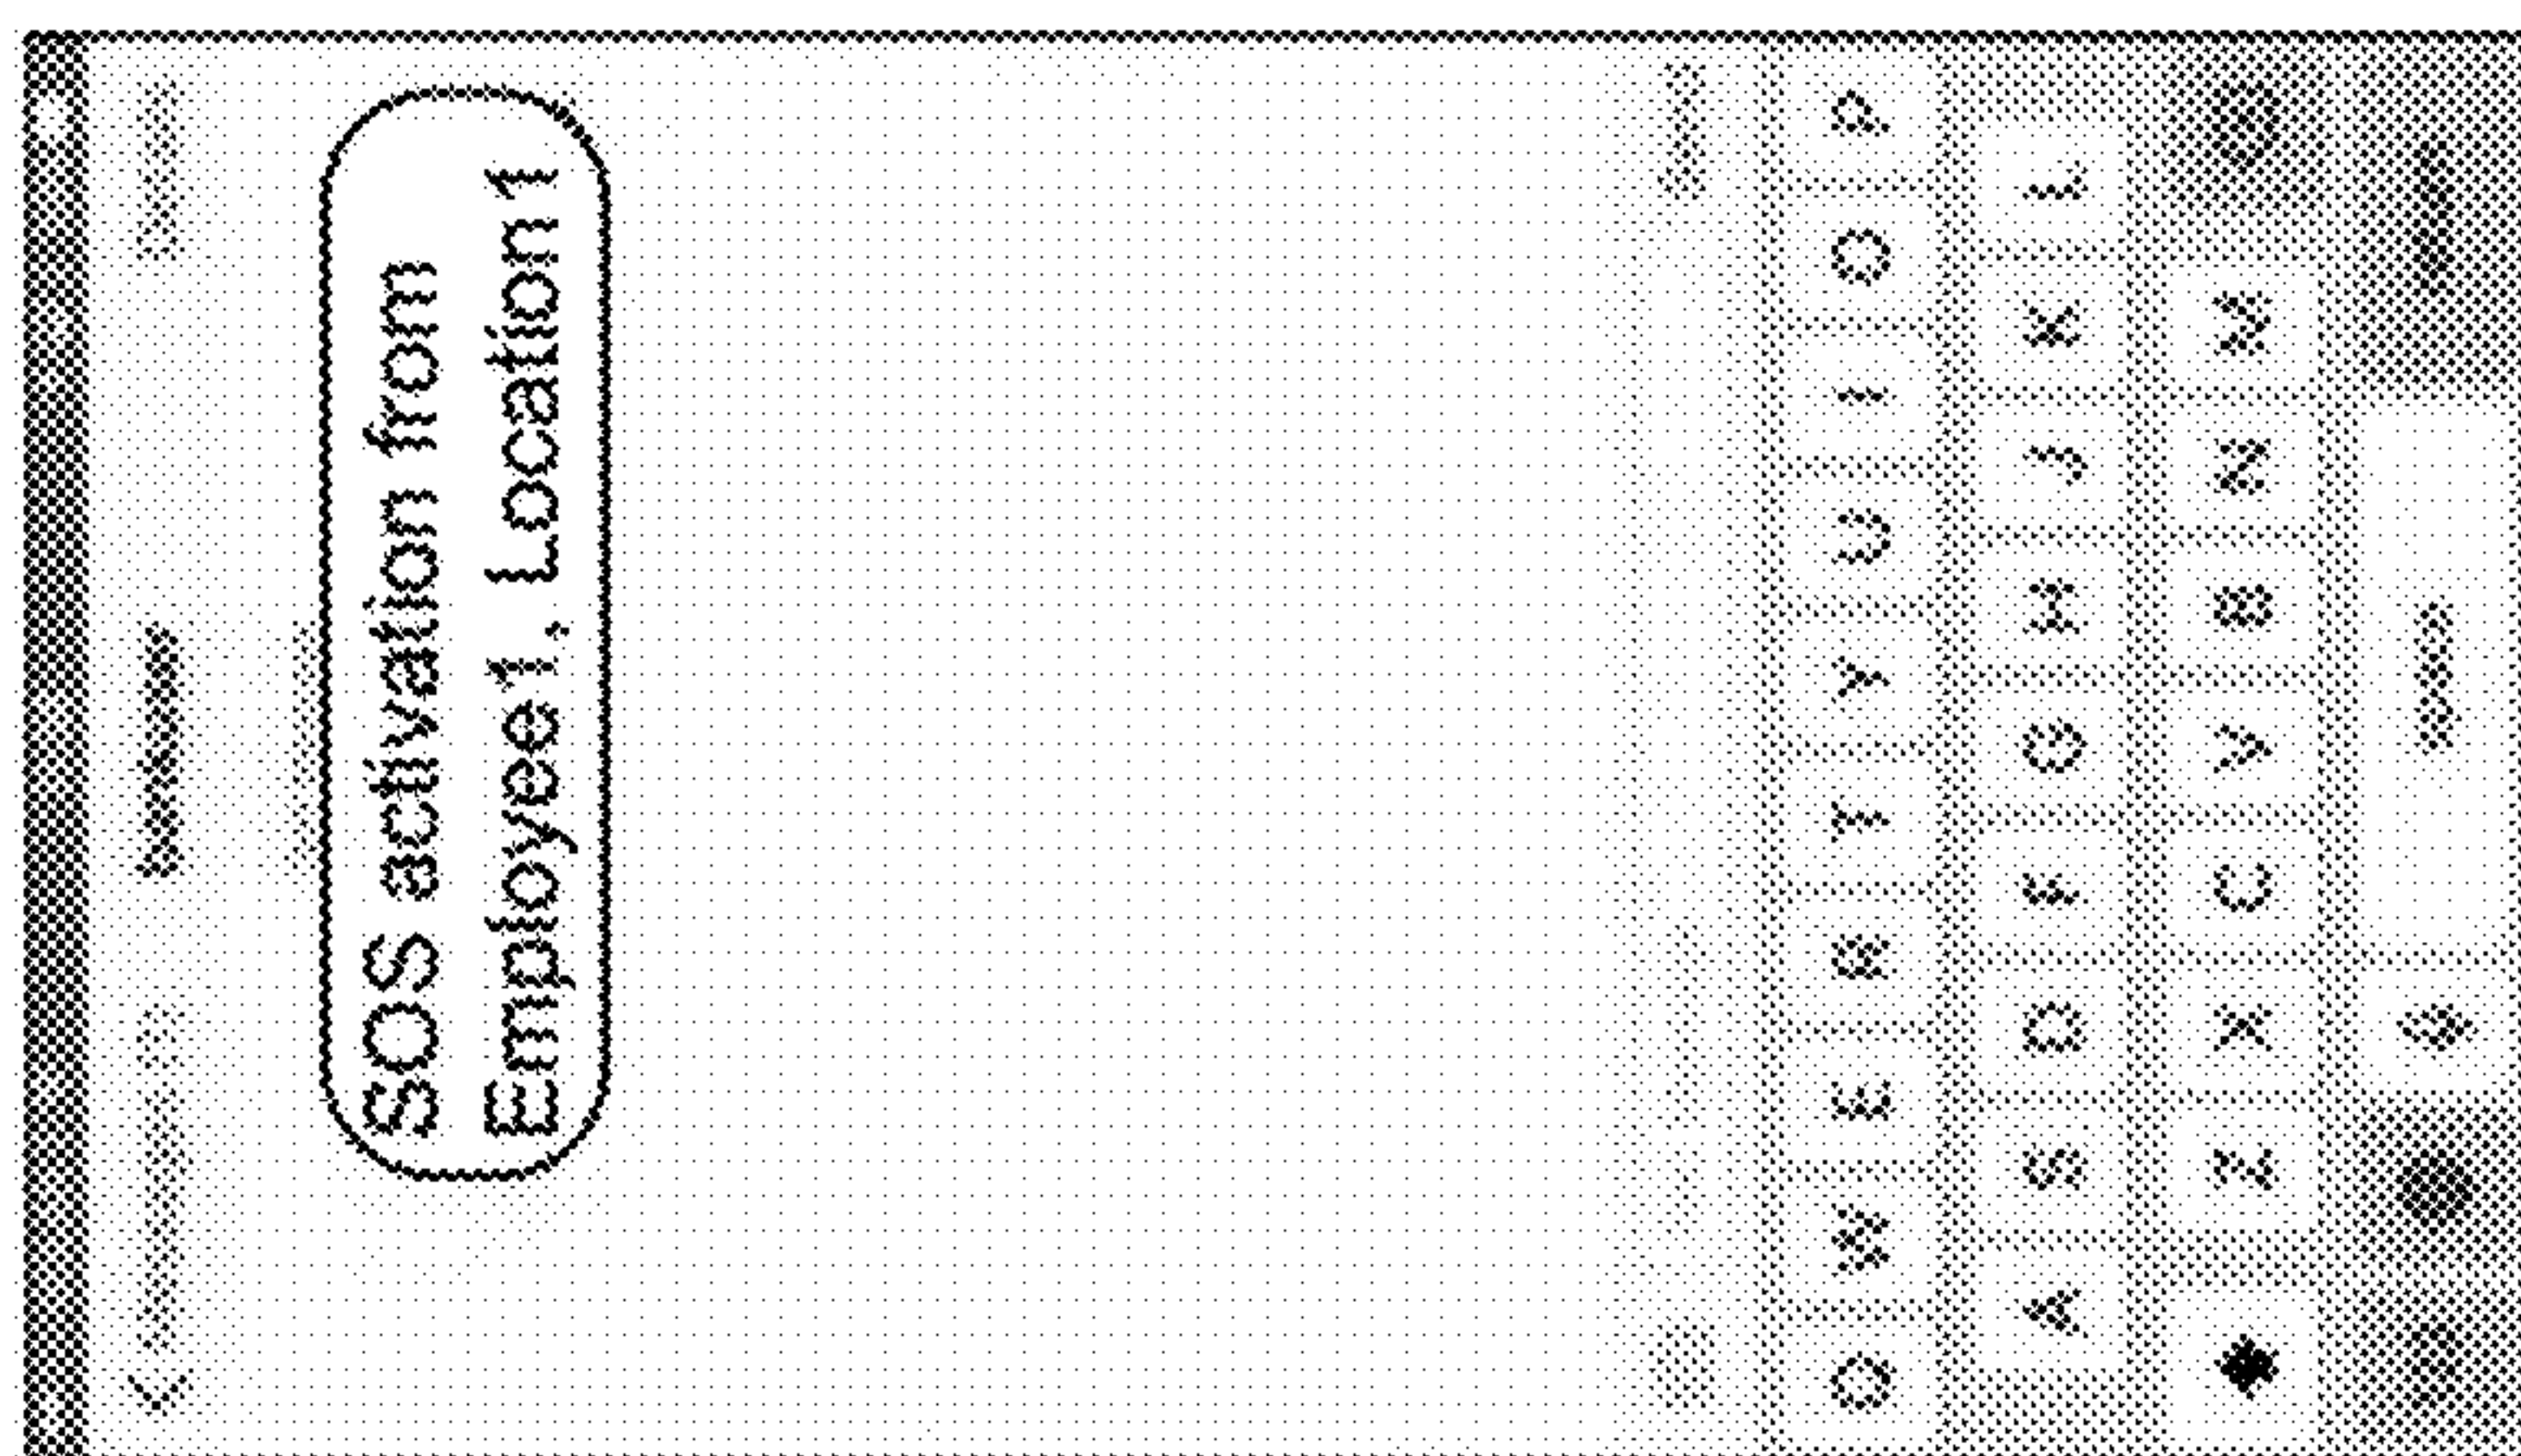 SOS activation from
Employee1, Location1
Q W E R T Y U I O P
A S D F G H J K L
Z X C V B N M